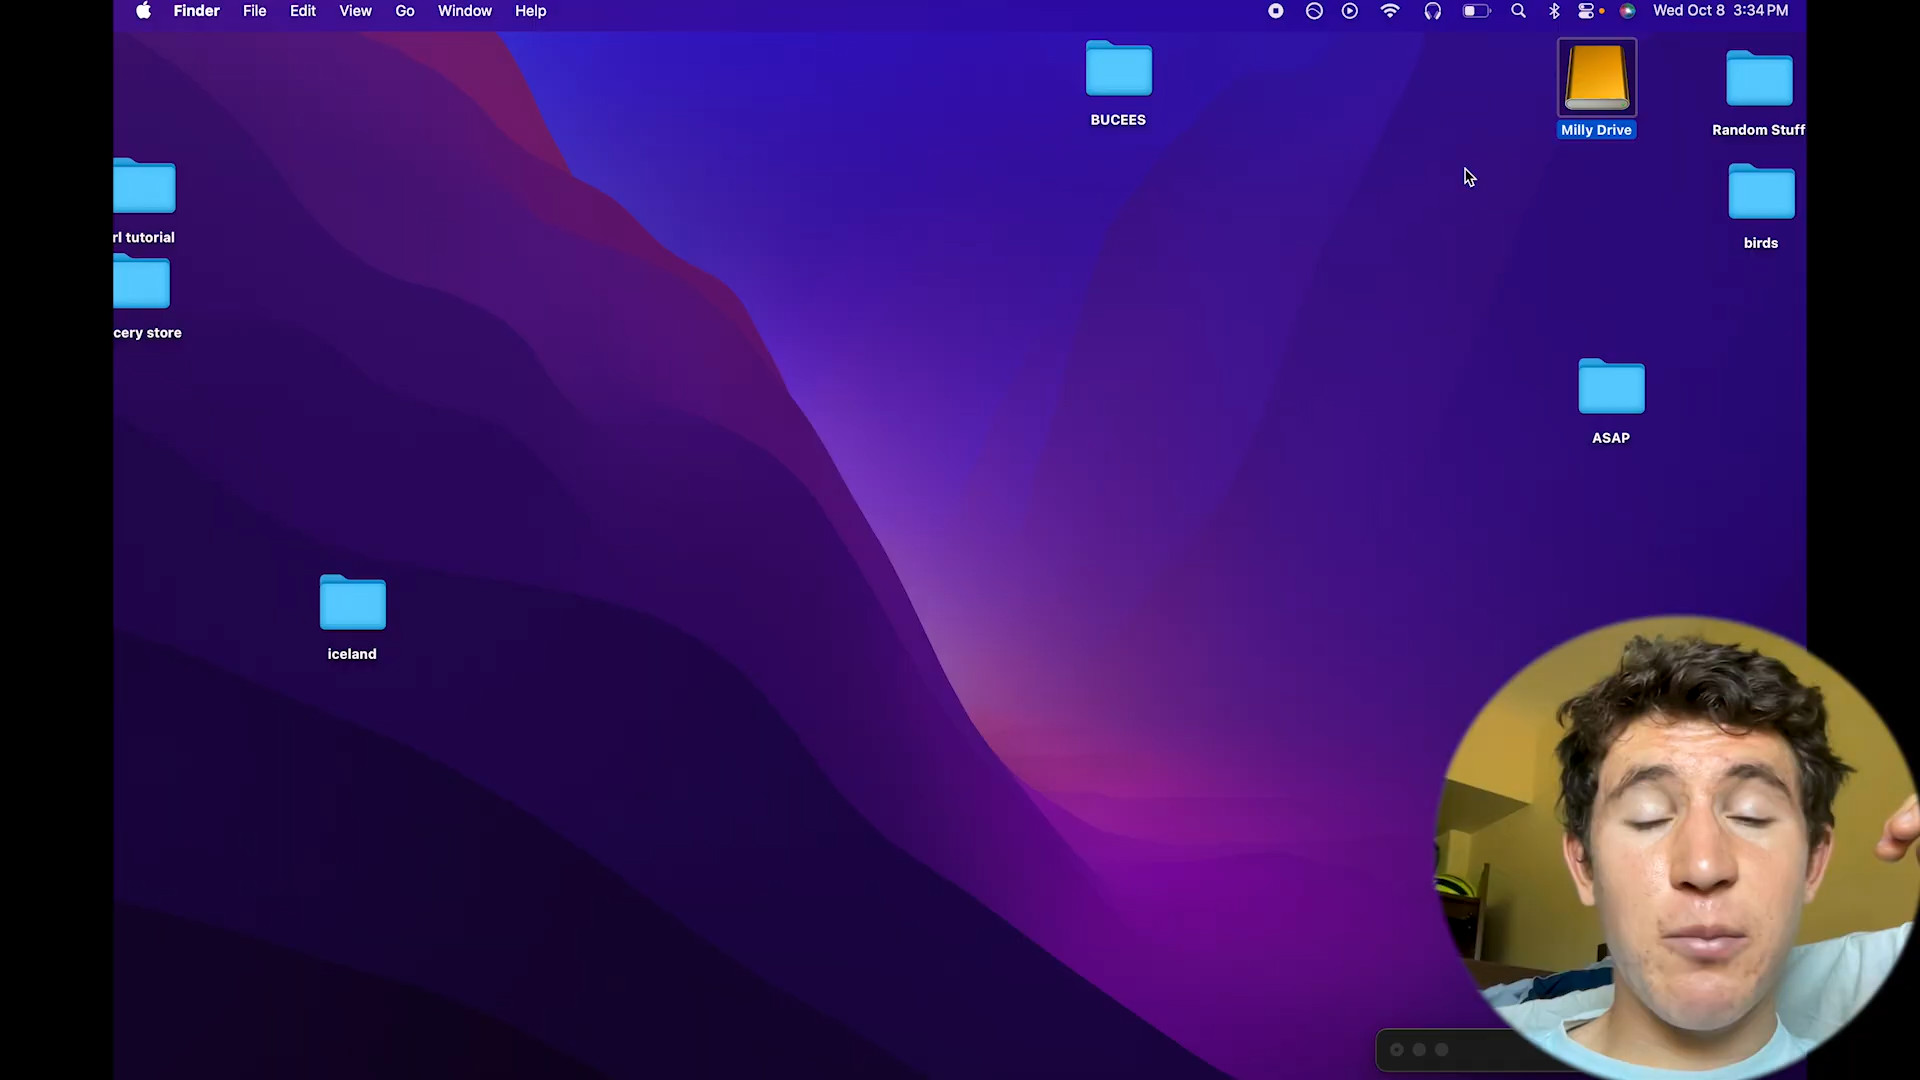 Finder File Edit View Go Window Help Wed Oct 8 3:34 PM
BUCEES
Milly Drive
Random Stuff
rl tutorial
birds
cery store
ASAP
iceland